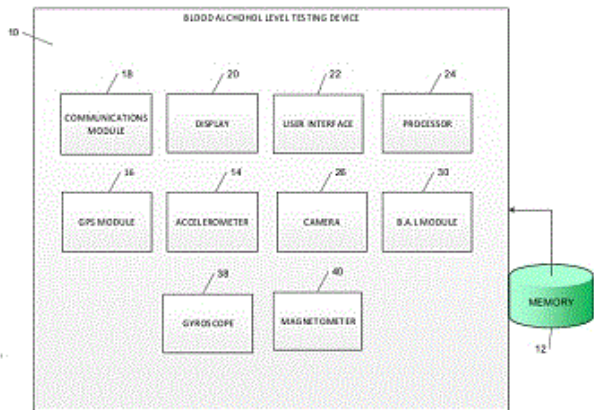 BLOOD ALCHOHOL LEVEL TESTING DEVICE
10
18 20 22 24
COMMUNICATIONS
MODULE
DISPLAY
USER INTERFACE
PROCESSOR
16 14 26 30
GPS MODULE
ACCELEROMETER
CAMERA
B.A.L MODULE
38 40
GYROSCOPE
MAGNETOMETER
MEMORY
12